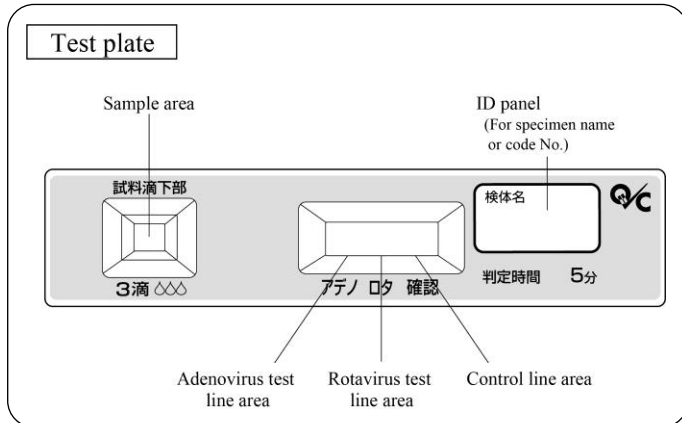 Test plate
Sample area
ID panel
(For specimen name
or code No.)
試料滴下部
検体名
Q/C
3滴
アデノ ロタ 確認
判定時間 5分
Adenovirus test
line area
Rotavirus test
line area
Control line area